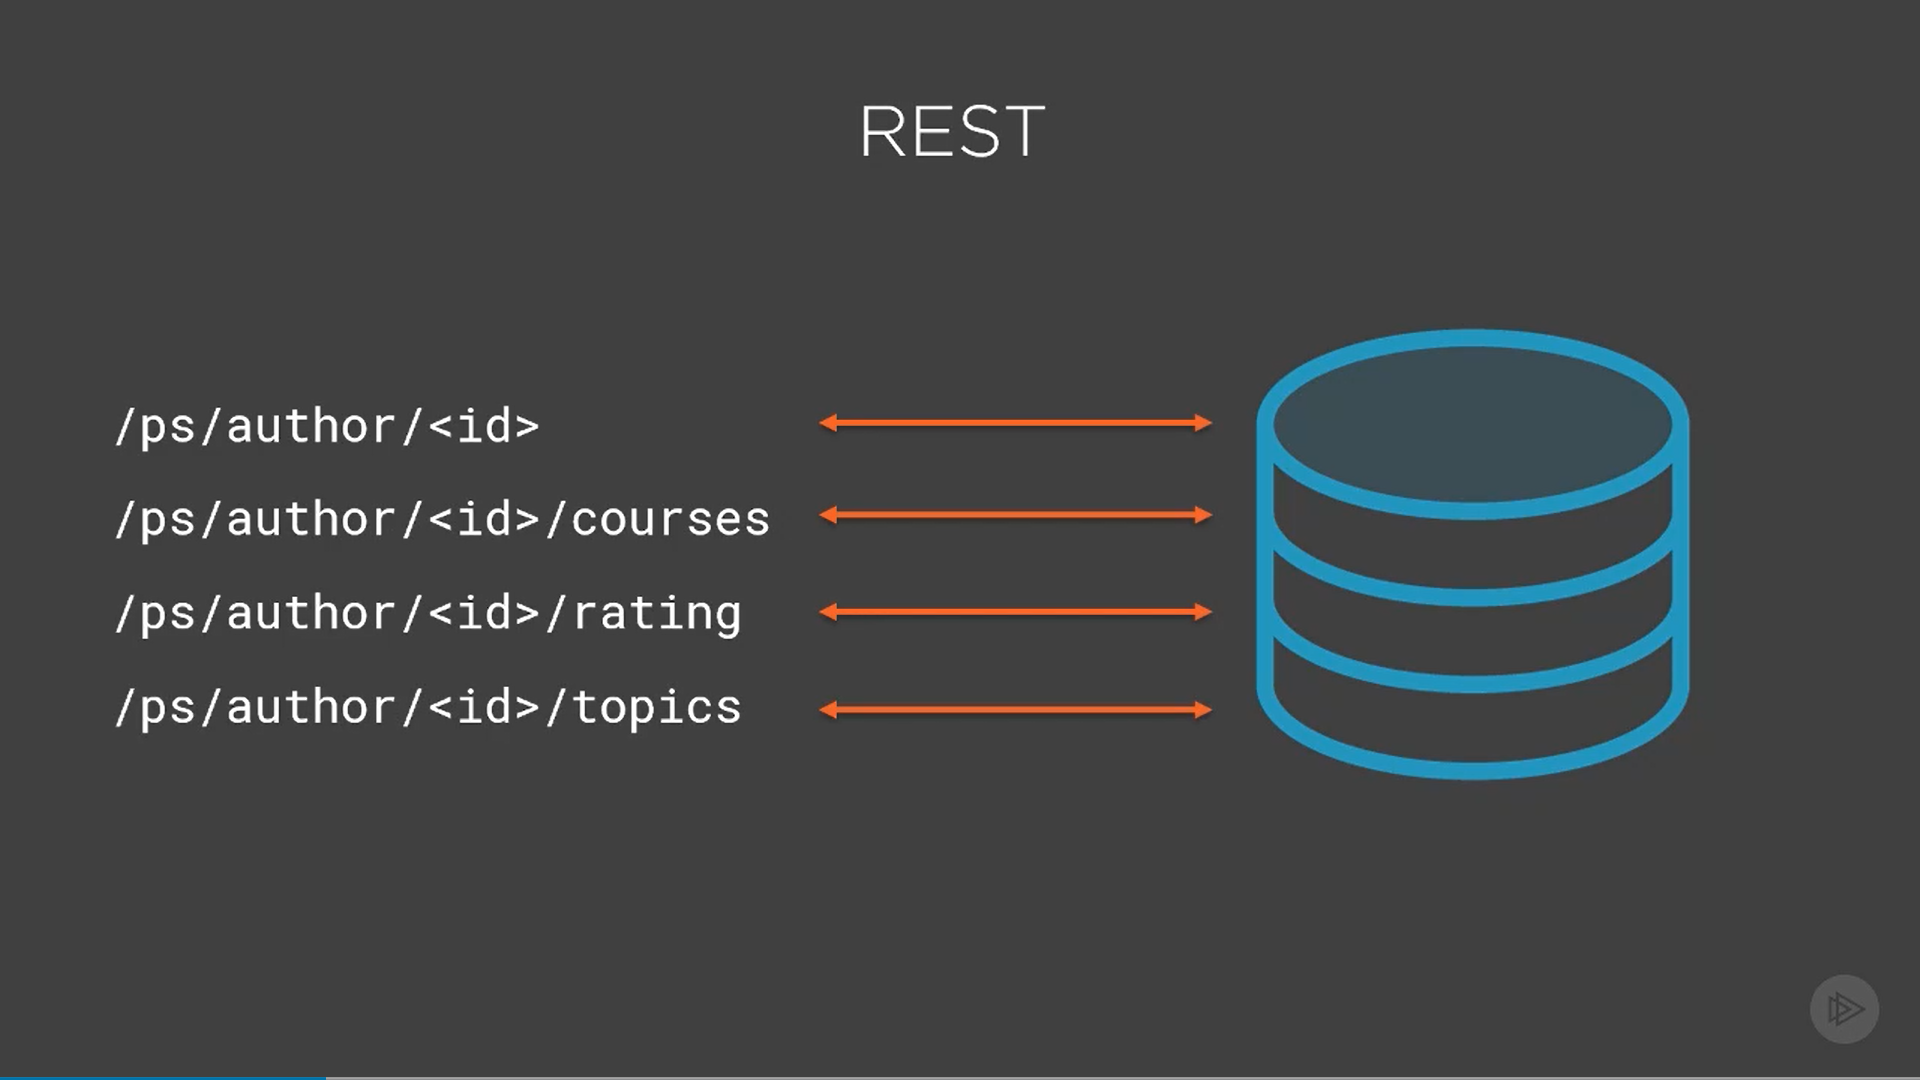 REST
/ps/author/<id>
/ps/author/<id>/courses
/ps/author/<id>/rating
/ps/author/<id>/topics